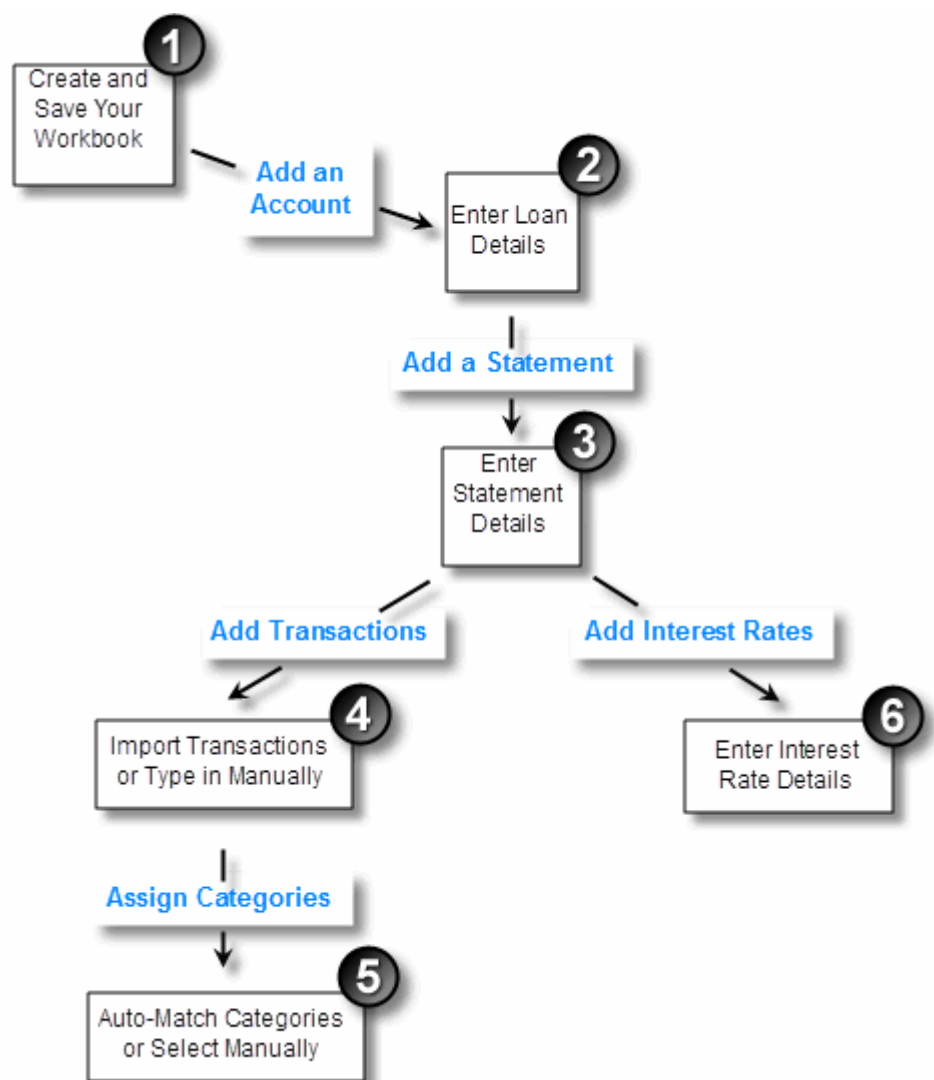 1
Create and
Save Your
Workbook
Add an
Account
2
Enter Loan
Details
Add a Statement
3
Enter
Statement
Details
Add Transactions
Add Interest Rates
4
Import Transactions
or Type in Manually
6
Enter Interest
Rate Details
Assign Categories
5
Auto-Match Categories
or Select Manually